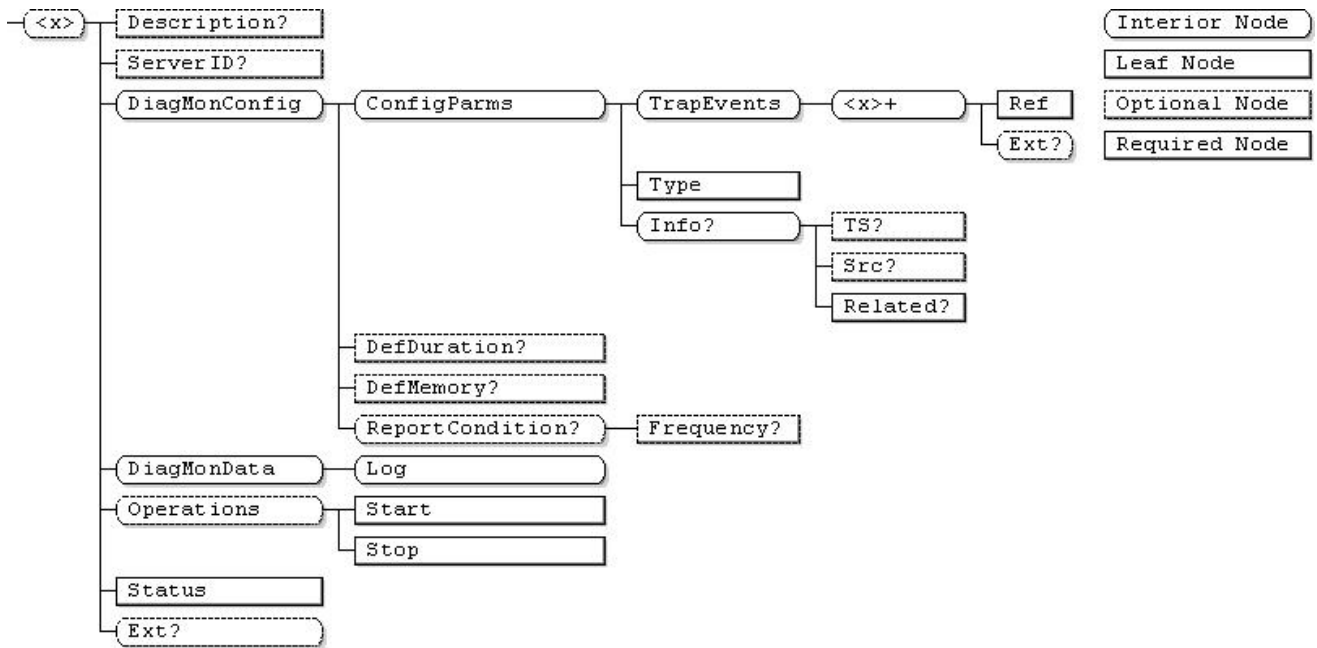 <x>
Description?
ServerID?
DiagMonConfig
ConfigParms
TrapEvents
<x>+
Ref
Ext?
Type
Info?
TS?
Src?
Related?
DefDuration?
DefMemory?
ReportCondition?
Frequency?
DiagMonData
Log
Operations
Start
Stop
Status
Ext?
Interior Node
Leaf Node
Optional Node
Required Node